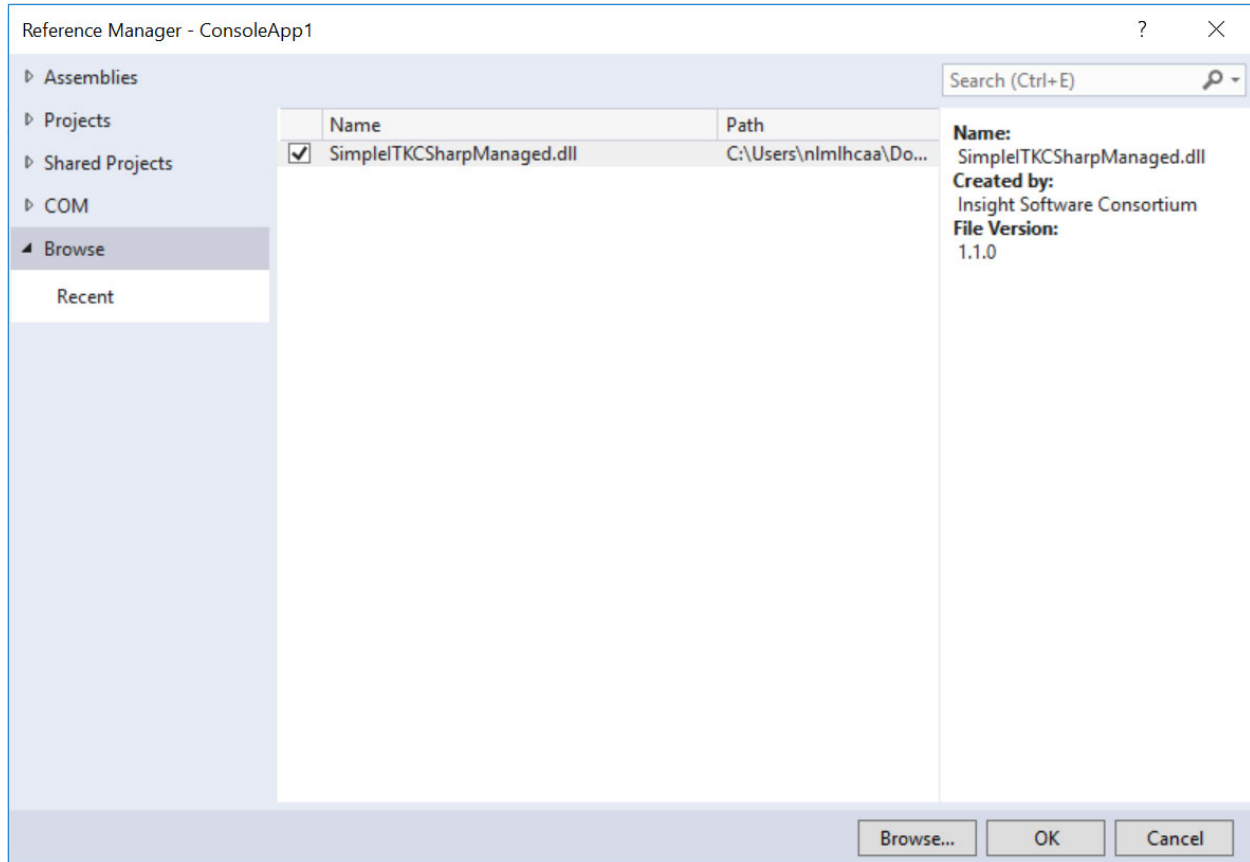 Reference Manager - ConsoleApp1
?
Assemblies
Projects
Shared Projects
COM
Browse
Recent
Name Path
SimpleITKCSharpManaged.dll C:\Users\nlmlhcaa\Do...
Search (Ctrl+E)
Name:
SimpleITKCSharpManaged.dll
Created by:
Insight Software Consortium
File Version:
1.1.0
Browse... OK Cancel